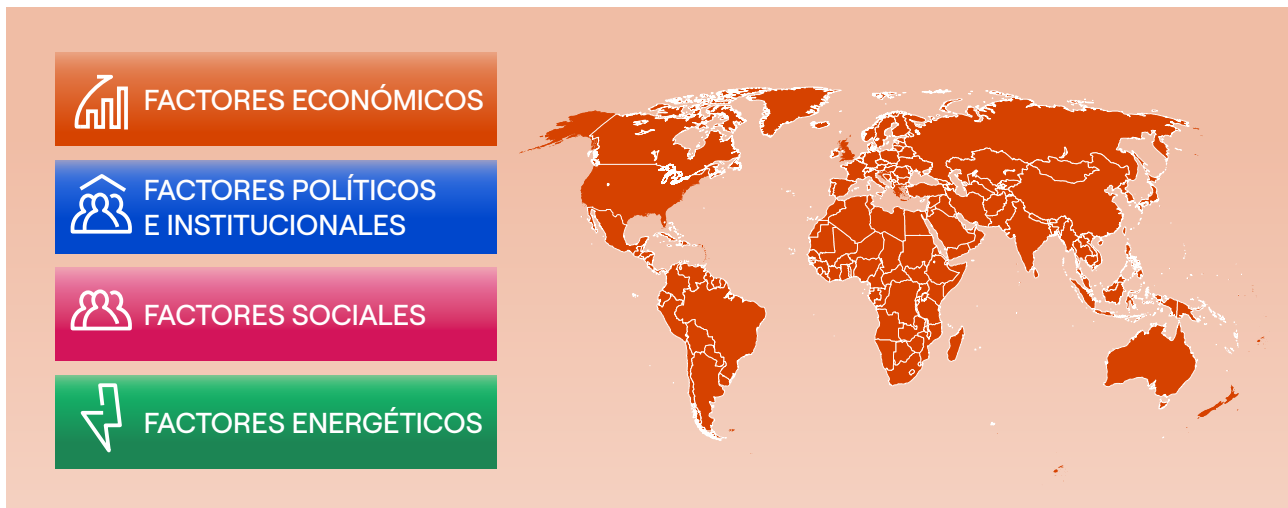 FACTORES ECONÓMICOS
FACTORES POLÍTICOS
E INSTITUCIONALES
FACTORES SOCIALES
FACTORES ENERGÉTICOS